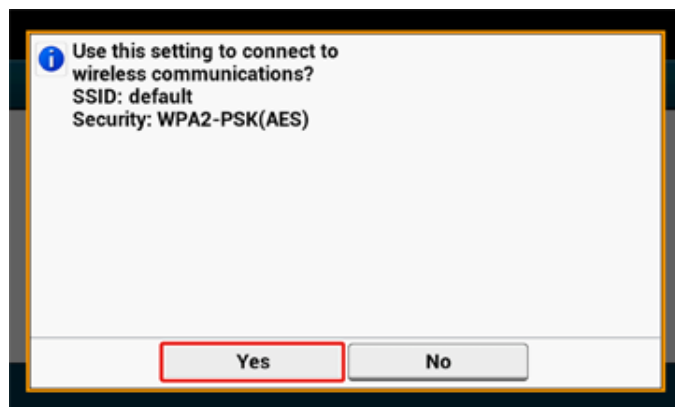 Use this setting to connect to
wireless communications?
SSID: default
Security: WPA2-PSK(AES)
Yes
No